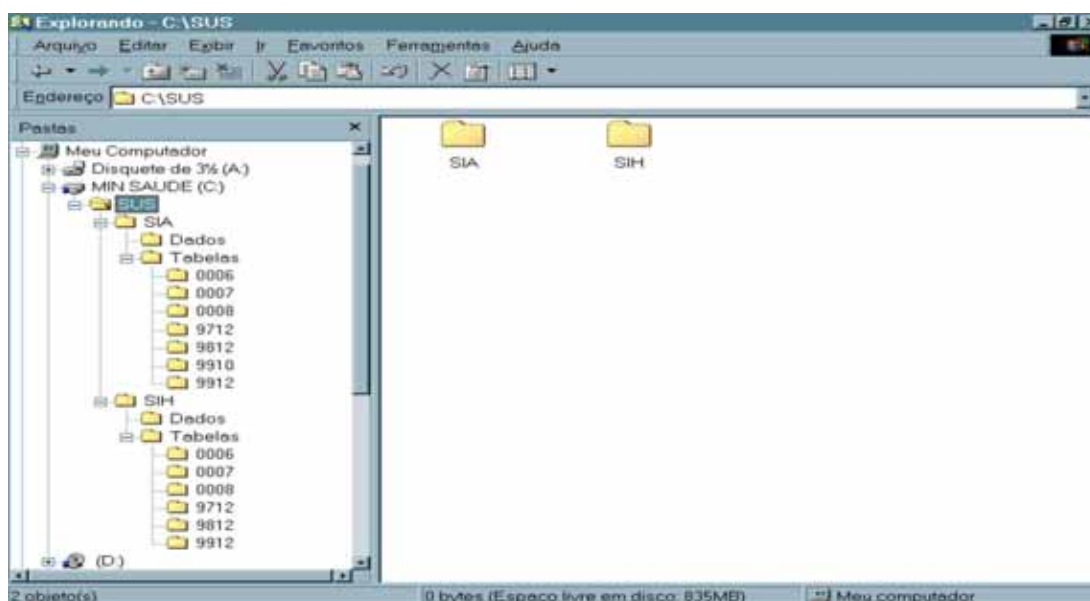 Explorando - C:\SUS
Arquivo Editar Exibir Ir Favoritos Ferramentas Ajuda
Endereço C:\SUS
Pastas
Meu Computador
Disquete de 3½ (A:)
MIN SAUDE (C:)
SUS
SIA
Dados
Tabelas
0006
0007
0008
9712
9812
9910
9912
SIH
Dados
Tabelas
0006
0007
0008
9712
9812
9912
(D:)
SIA SIH
2 objeto(s) 0 bytes (Espaço livre em disco: 835MB) Meu computador